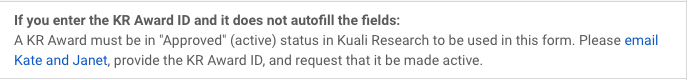 If you enter the KR Award ID and it does not autofill the fields:
A KR Award must be in "Approved" (active) status in Kuali Research to be used in this form. Please email
Kate and Janet, provide the KR Award ID, and request that it be made active.